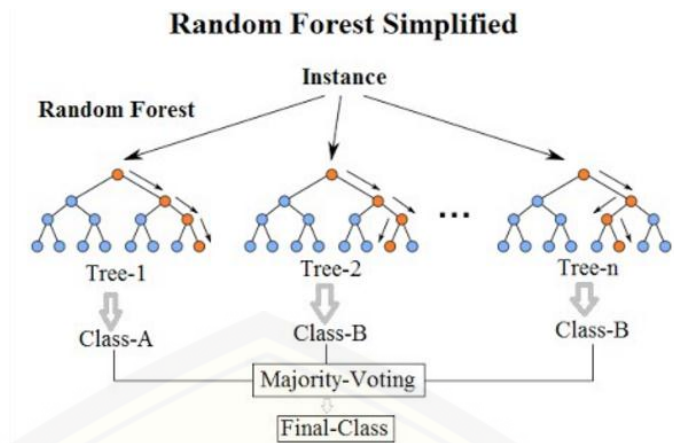 Random Forest Simplified
Instance
Random Forest
...
Tree-1
Tree-2
Tree-n
Class-A
Class-B
Class-B
Majority-Voting
Final-Class